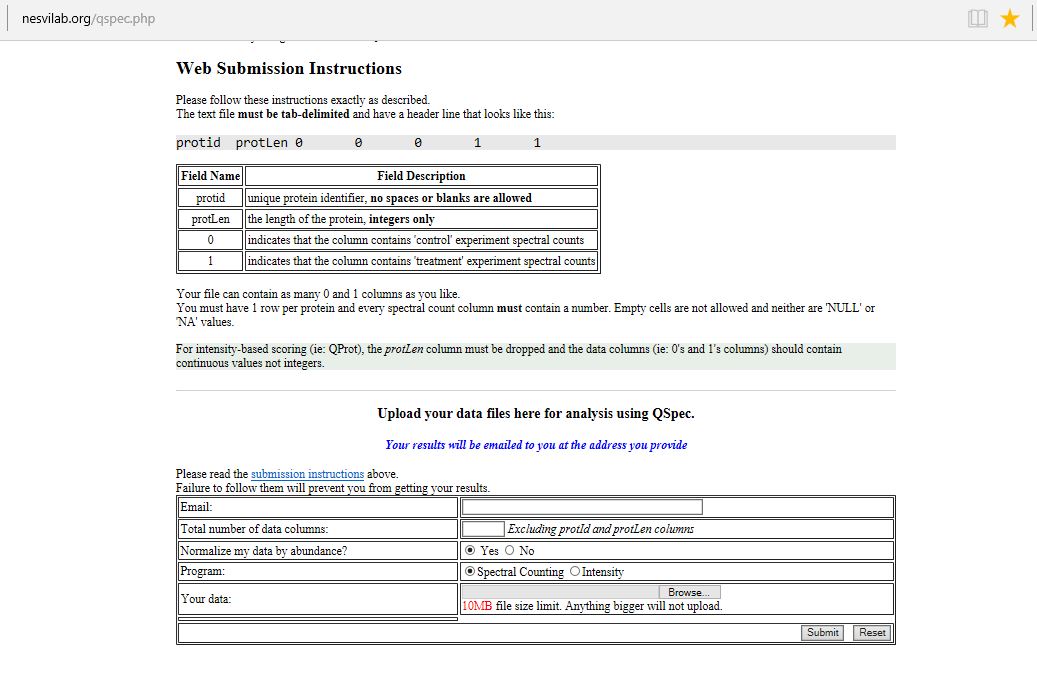 nesvilab.org/qspec.php
Web Submission Instructions
Please follow these instructions exactly as described.
The text file must be tab-delimited and have a header line that looks like this:
protid protLen 0 0 0 1 1
Field Name Field Description
protid unique protein identifier, no spaces or blanks are allowed
protLen the length of the protein, integers only
0 indicates that the column contains 'control' experiment spectral counts
1 indicates that the column contains 'treatment' experiment spectral counts
Your file can contain as many 0 and 1 columns as you like.
You must have 1 row per protein and every spectral count column must contain a number. Empty cells are not allowed and neither are 'NULL' or
'NA' values.
For intensity-based scoring (ie: QProt), the protLen column must be dropped and the data columns (ie: 0's and 1's columns) should contain
continuous values not integers.
Upload your data files here for analysis using QSpec.
Your results will be emailed to you at the address you provide
Please read the submission instructions above.
Failure to follow them will prevent you from getting your results.
Email:
Total number of data columns: Excluding protId and protLen columns
Normalize my data by abundance? Yes No
Program: Spectral Counting Intensity
Your data: Browse...
10MB file size limit. Anything bigger will not upload.
Submit Reset